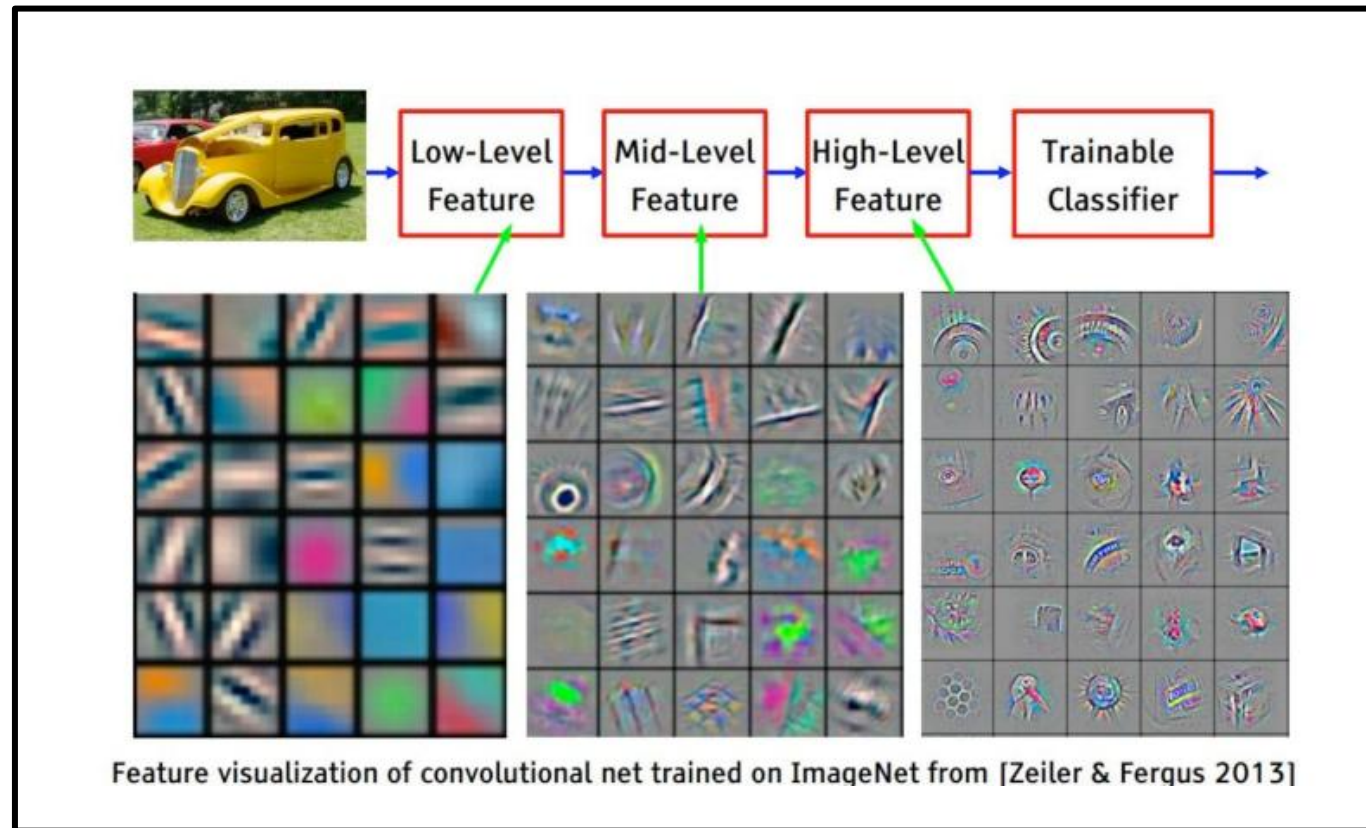 Low-Level
Feature
Mid-Level
Feature
High-Level
Feature
Trainable
Classifier
Feature visualization of convolutional net trained on ImageNet from [Zeiler & Fergus 2013]